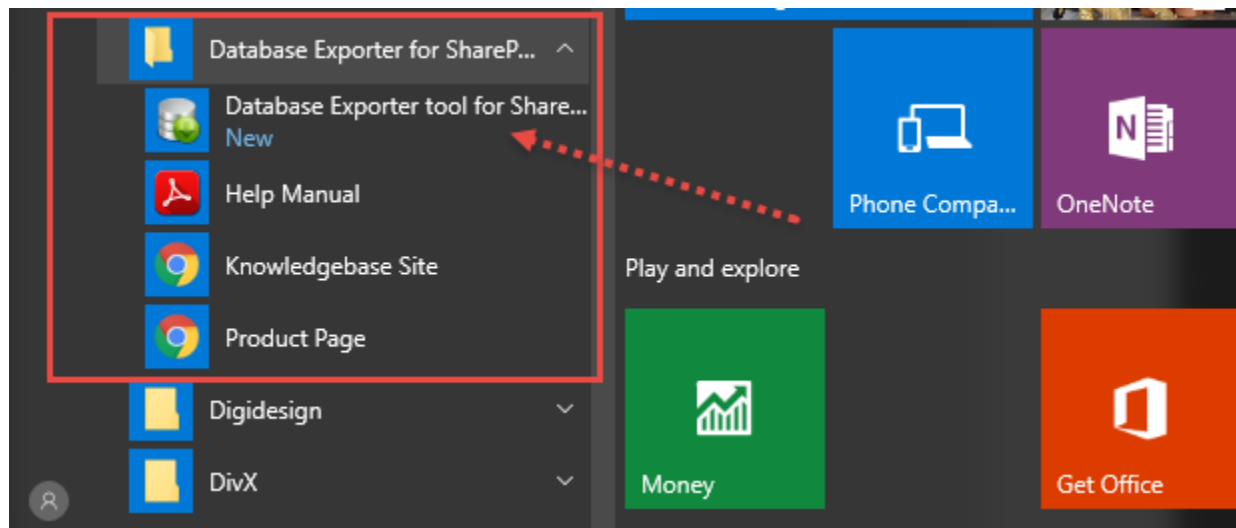 Database Exporter for ShareP...
Database Exporter tool for Share...
New
Help Manual
Knowledgebase Site
Product Page
Digidesign
DivX
Phone Compa...
OneNote
N
Play and explore
Money
Get Office